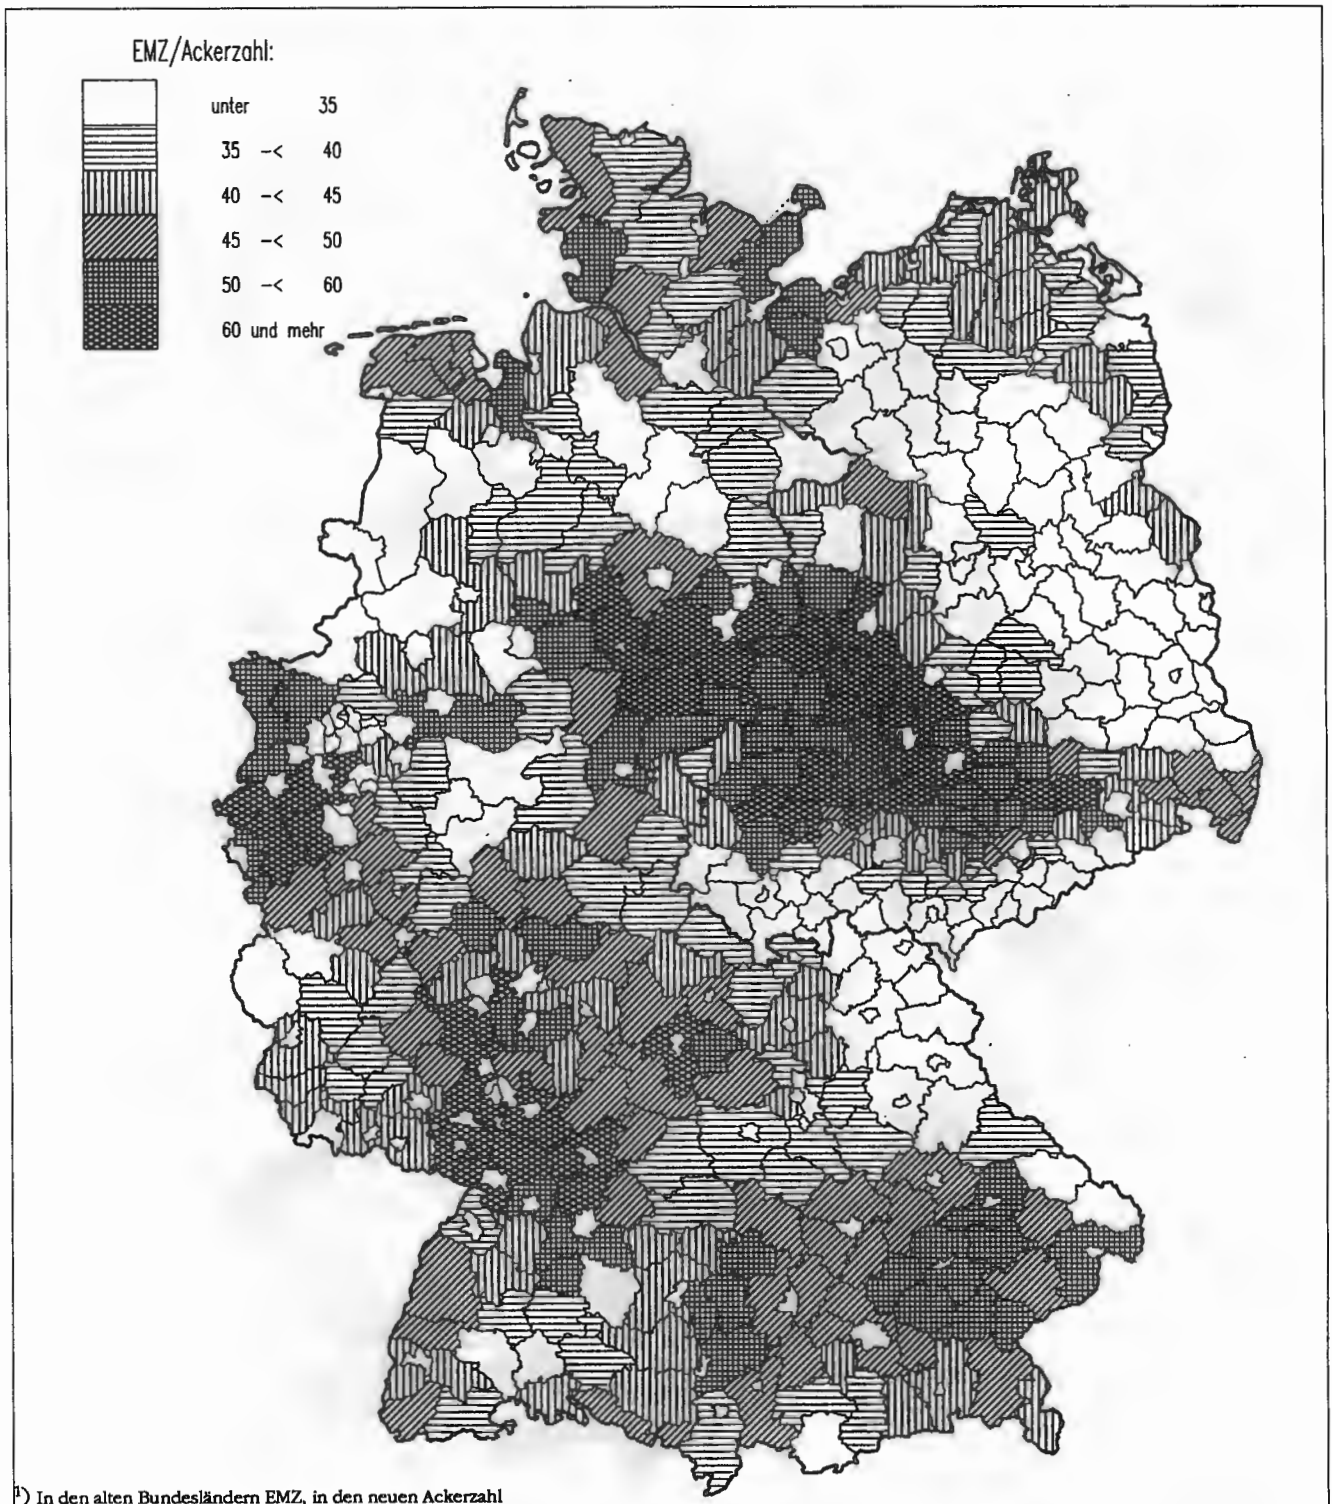 EMZ/Ackerzahl:
unter 35
35 -< 40
40 -< 45
45 -< 50
50 -< 60
60 und mehr
¹) In den alten Bundesländern EMZ, in den neuen Ackerzahl